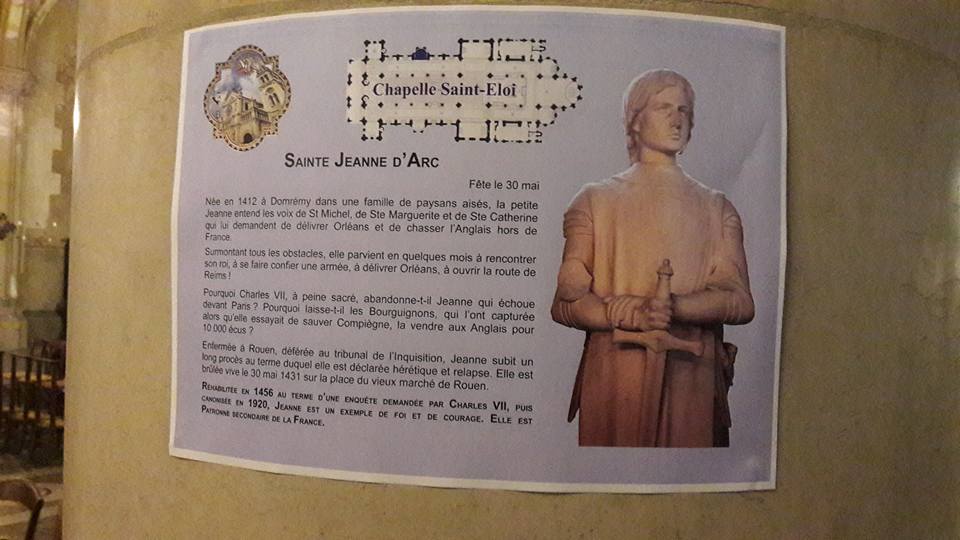 Chapelle Saint-Eloi
SAINTE JEANNE D'ARC
Fête le 30 mai
Née en 1412 à Domrémy dans une famille de paysans aisés, la petite
Jeanne entend les voix de St Michel, de Ste Marguerite et de Ste Catherine
qui lui demandent de délivrer Orléans et de chasser l'Anglais hors de
France.
Surmontant tous les obstacles, elle parvient en quelques mois à rencontrer
son roi, à se faire confier une armée, à délivrer Orléans, à ouvrir la route de
Reims !
Pourquoi Charles VII, à peine sacré, abandonne-t-il Jeanne qui échoue
devant Paris ? Pourquoi laisse-t-il les Bourguignons, qui l'ont capturée
alors qu'elle essayait de sauver Compiègne, la vendre aux Anglais pour
10 000 écus ?
Enfermée à Rouen, déférée au tribunal de l'Inquisition, Jeanne subit un
long procès au terme duquel elle est déclarée hérétique et relapse. Elle est
brûlée vive le 30 mai 1431 sur la place du vieux marché de Rouen.
RÉHABILITÉE EN 1456 AU TERME D'UNE ENQUÊTE DEMANDÉE PAR CHARLES VII, PUIS
CANONISÉE EN 1920, JEANNE EST UN EXEMPLE DE FOI ET DE COURAGE. ELLE EST
PATRONNE SECONDAIRE DE LA FRANCE.